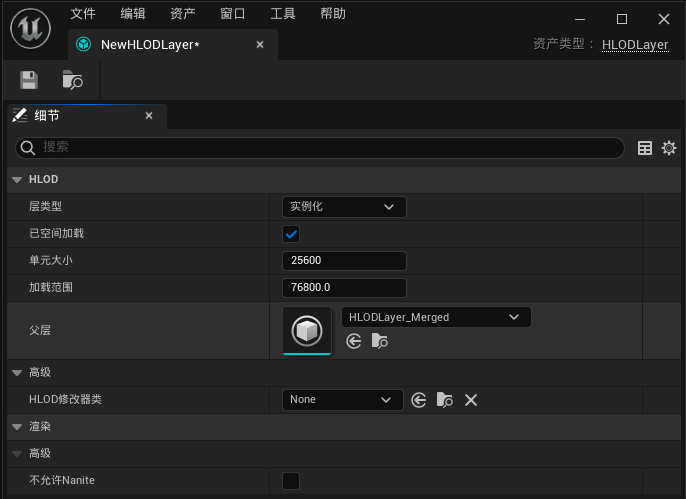 文件 编辑 资产 窗口 工具 帮助
NewHLODLayer*
资产类型： HLODLayer
细节
搜索
HLOD
层类型 实例化
已空间加载
单元大小 25600
加载范围 76800.0
父层 HLODLayer_Merged
高级
HLOD修改器类 None
渲染
高级
不允许Nanite